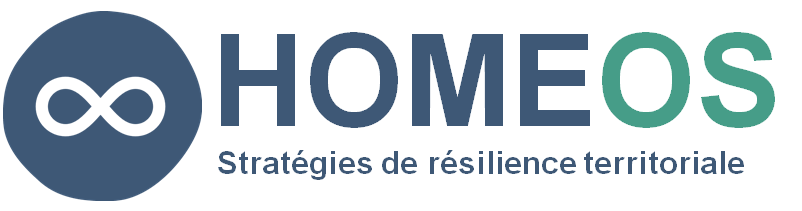 HOMEOS
Stratégies de résilience territoriale